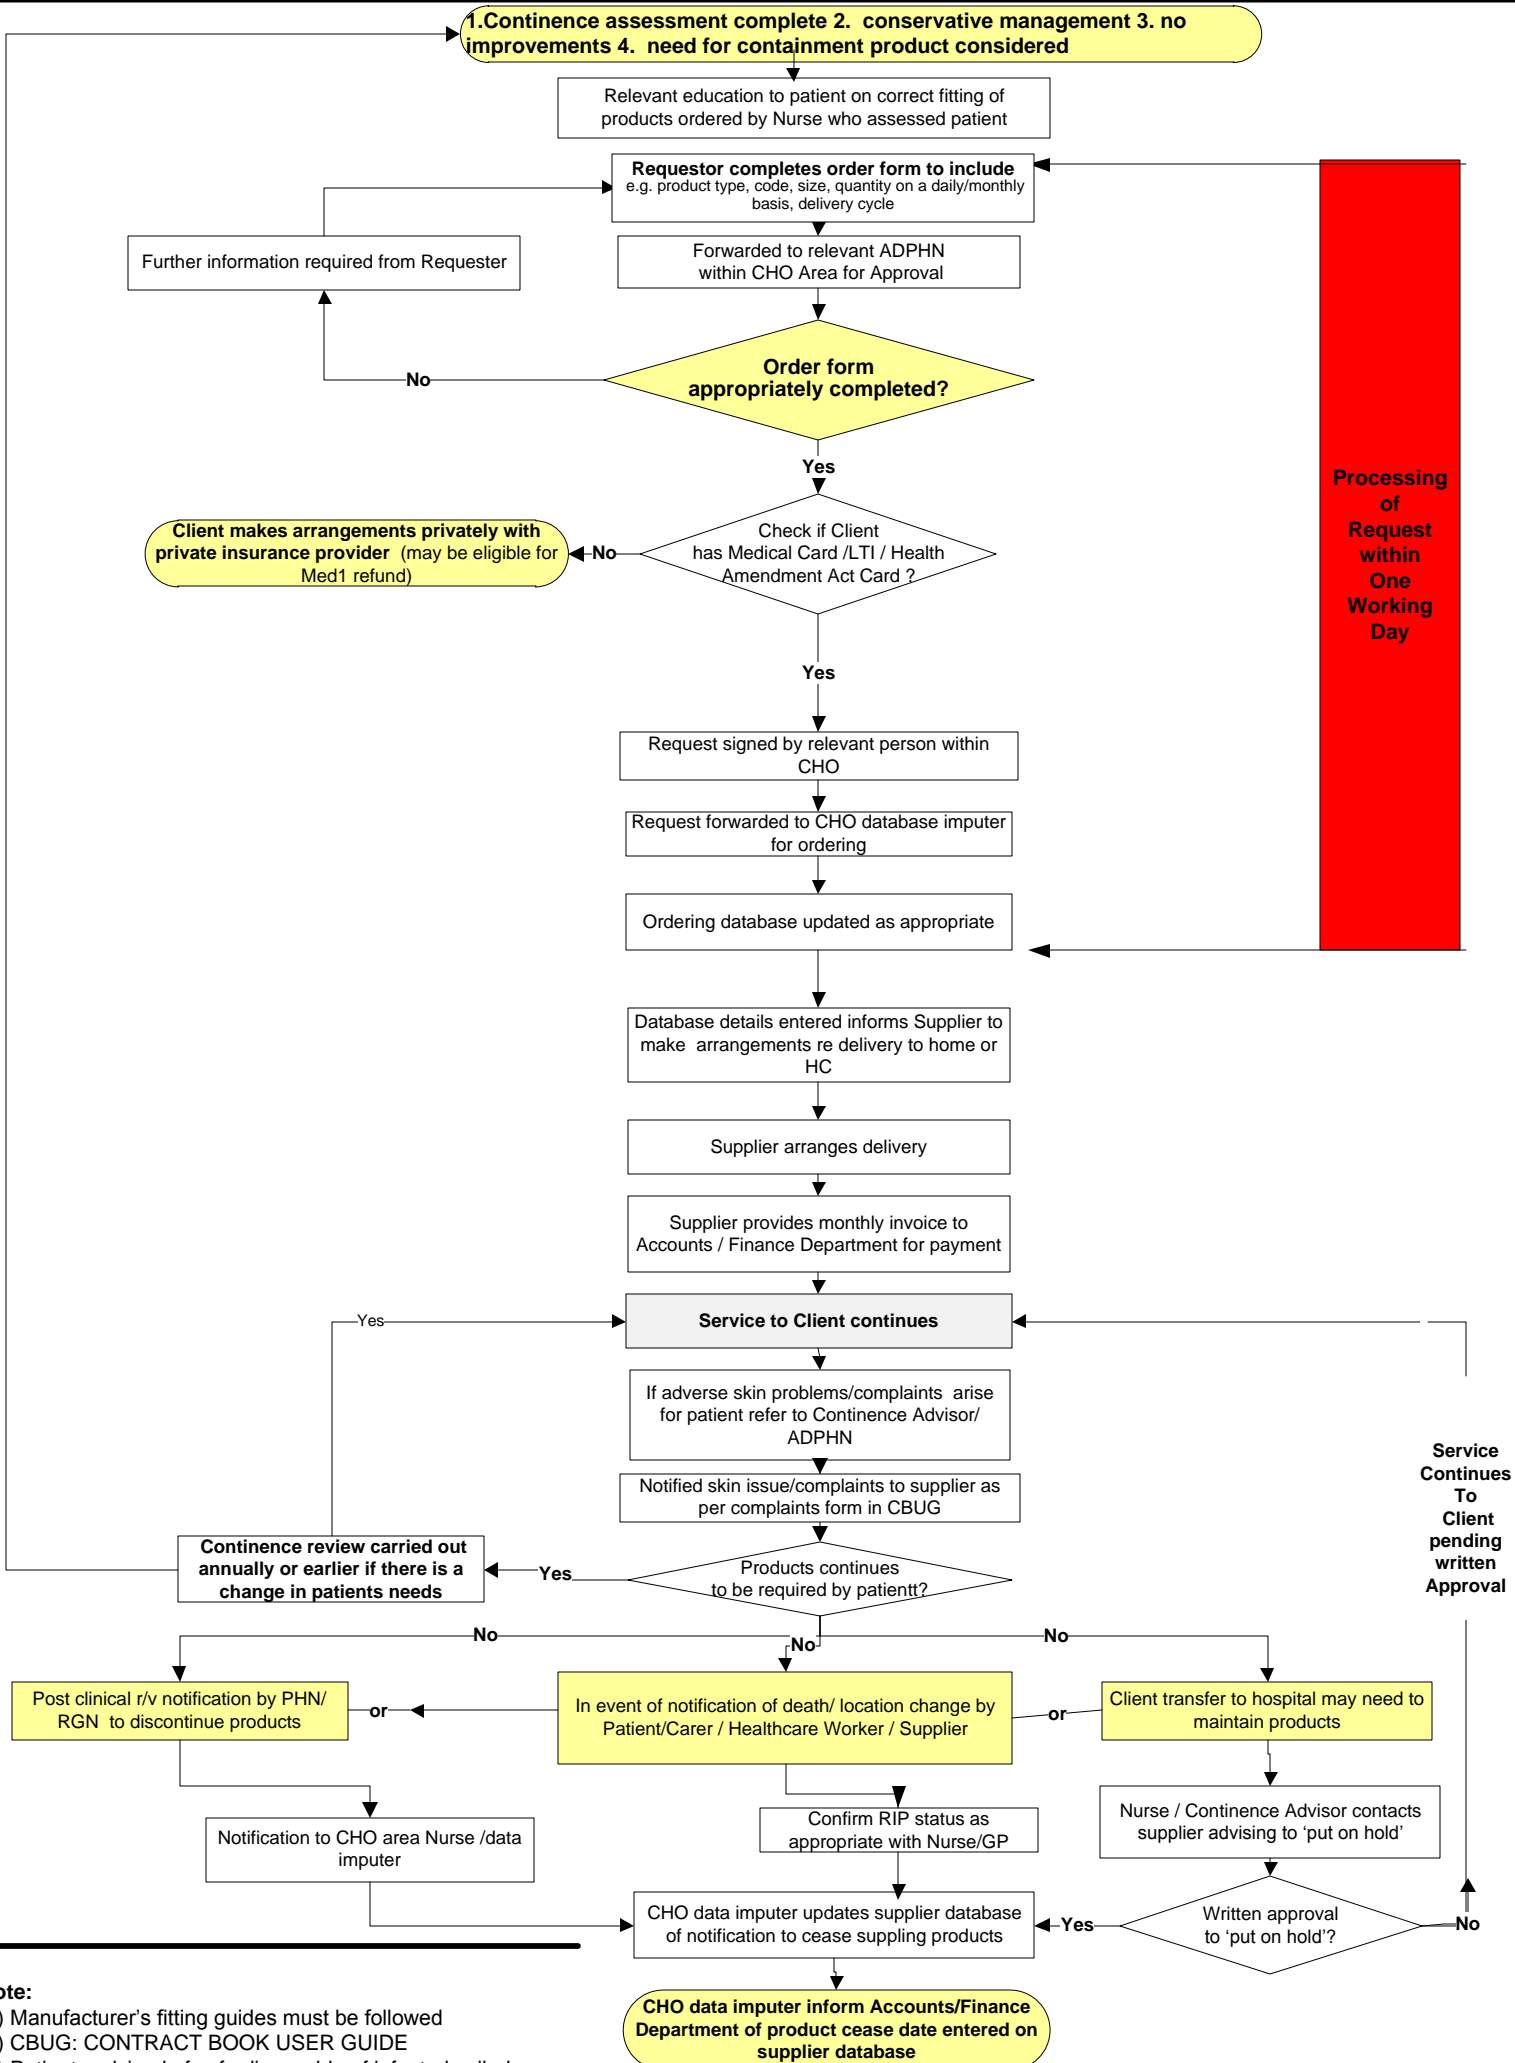 1.Continence assessment complete 2. conservative management 3. no
improvements 4. need for containment product considered
Relevant education to patient on correct fitting of
products ordered by Nurse who assessed patient
Requestor completes order form to include
e.g. product type, code, size, quantity on a daily/monthly
basis, delivery cycle
Further information required from Requester
Forwarded to relevant ADPHN
within CHO Area for Approval
Order form
appropriately completed?
No
Yes
Processing
of
Request
within
One
Working
Day
Client makes arrangements privately with
private insurance provider (may be eligible for
Med1 refund)
No
Check if Client
has Medical Card /LTI / Health
Amendment Act Card ?
Yes
Request signed by relevant person within
CHO
Request forwarded to CHO database imputer
for ordering
Ordering database updated as appropriate
Database details entered informs Supplier to
make arrangements re delivery to home or
HC
Supplier arranges delivery
Supplier provides monthly invoice to
Accounts / Finance Department for payment
Yes
Service to Client continues
If adverse skin problems/complaints arise
for patient refer to Continence Advisor/
ADPHN
Service
Continues
To
Client
pending
written
Approval
Notified skin issue/complaints to supplier as
per complaints form in CBUG
Continence review carried out
annually or earlier if there is a
change in patients needs
Yes
Products continues
to be required by patientt?
No
No
No
Post clinical r/v notification by PHN/
RGN to discontinue products
or
In event of notification of death/ location change by
Patient/Carer / Healthcare Worker / Supplier
or
Client transfer to hospital may need to
maintain products
Notification to CHO area Nurse /data
imputer
Confirm RIP status as
appropriate with Nurse/GP
Nurse / Continence Advisor contacts
supplier advising to ‘put on hold’
CHO data imputer updates supplier database
of notification to cease suppling products
Yes
Written approval
to ‘put on hold’?
No
CHO data imputer inform Accounts/Finance
Department of product cease date entered on
supplier database
ote:
) Manufacturer’s fitting guides must be followed
) CBUG: CONTRACT BOOK USER GUIDE